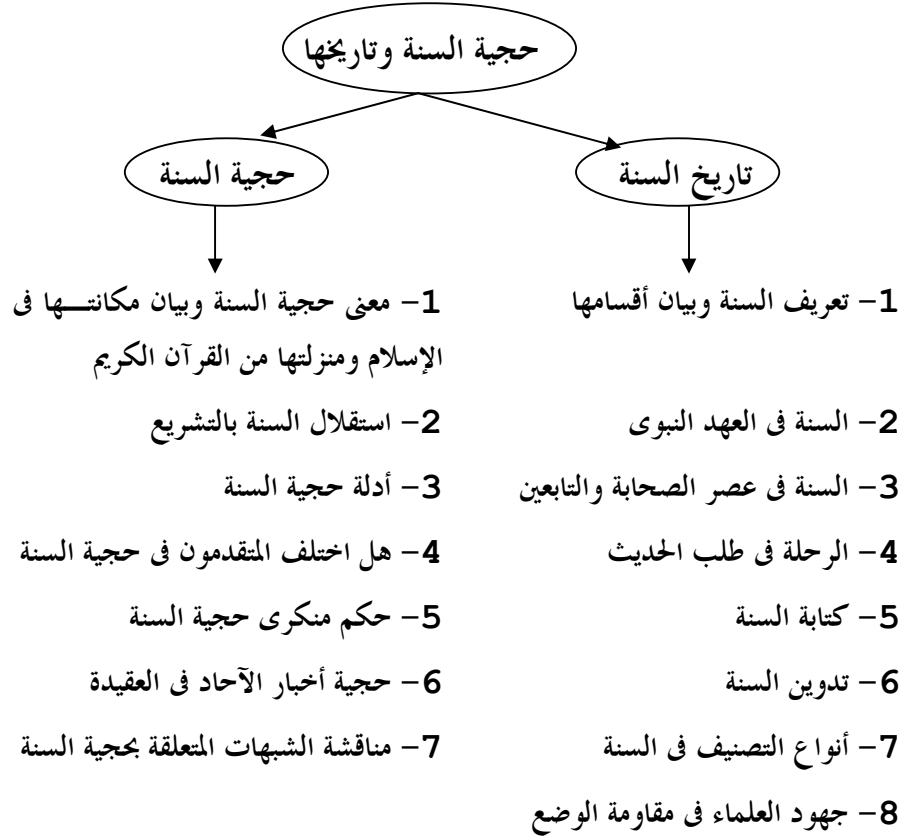 حجية السنة وتاريخها
تاريخ السنة
1- تعريف السنة وبيان أقسامها
2- السنة فى العهد النبوى
3- السنة فى عصر الصحابة والتابعين
4- الرحلة فى طلب الحديث
5- كتابة السنة
6- تدوين السنة
7- أنواع التصنيف فى السنة
8- جهود العلماء فى مقاومة الوضع
حجية السنة
1- معنى حجية السنة وبيان مكانتـــها فى
الإسلام ومنزلتها من القرآن الكريم
2- استقلال السنة بالتشريع
3- أدلة حجية السنة
4- هل اختلف المتقدمون فى حجية السنة
5- حكم منكرى حجية السنة
6- حجية أخبار الآحاد فى العقيدة
7- مناقشة الشبهات المتعلقة بحجية السنة